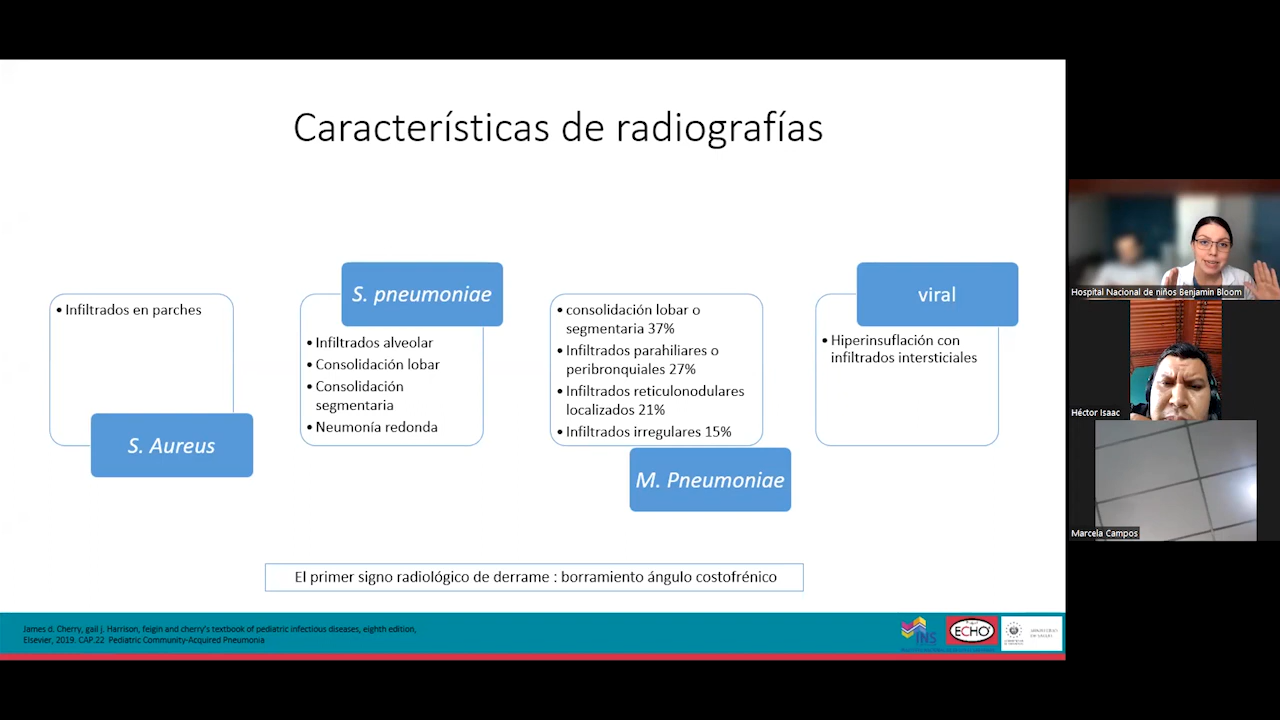 Características de radiografías
• Infiltrados en parches
S. Aureus
S. pneumoniae
• Infiltrados alveolar
• Consolidación lobar
• Consolidación
segmentaria
• Neumonía redonda
• consolidación lobar o
segmentaria 37%
• Infiltrados parahiliares o
peribronquiales 27%
• Infiltrados reticulonodulares
localizados 21%
• Infiltrados irregulares 15%
M. Pneumoniae
viral
• Hiperinsuflación con
infiltrados intersticiales
El primer signo radiológico de derrame : borramiento ángulo costofrénico
James d. Cherry, gail j. Harrison, feigin and cherry's textbook of pediatric infectious diseases, eighth edition,
Elsevier, 2019. CAP.22 Pediatric Community-Acquired Pneumonia
INS
ECHO
Hospital Nacional de niños Benjamin Bloom
Héctor Isaac
Marcela Campos